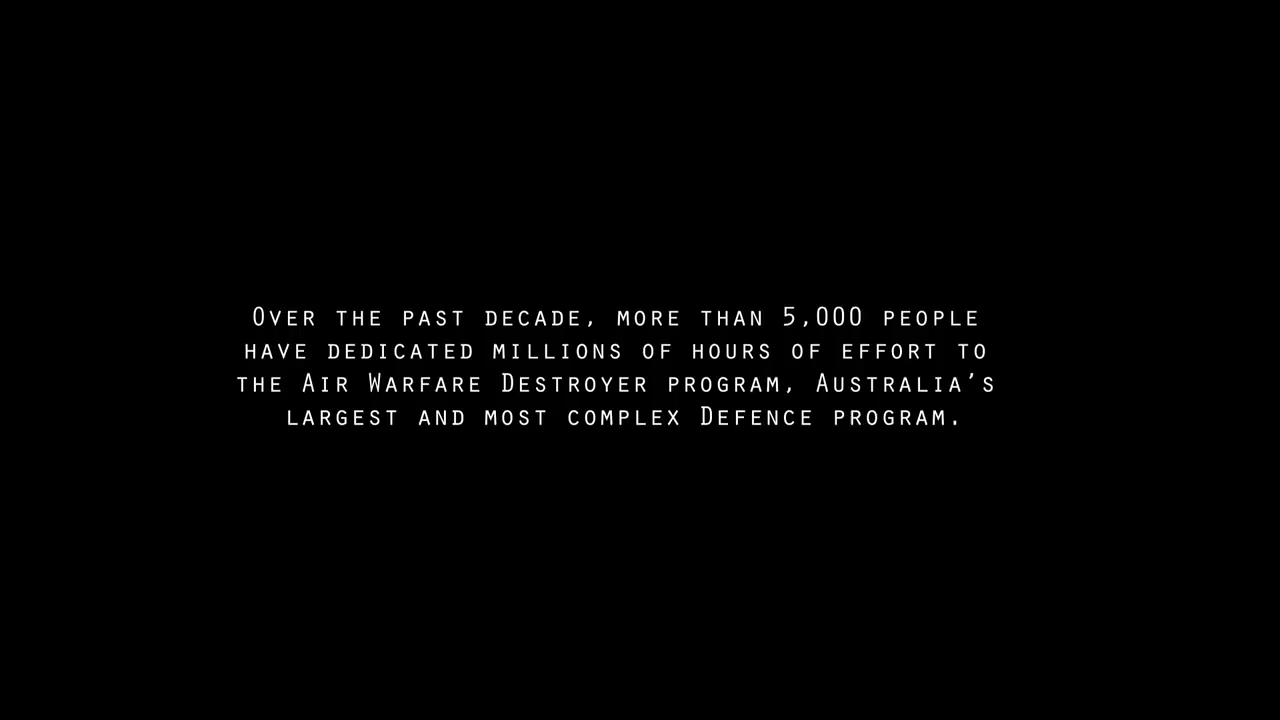 Over the past decade, more than 5,000 people
have dedicated millions of hours of effort to
the Air Warfare Destroyer program, Australia's
largest and most complex Defence program.